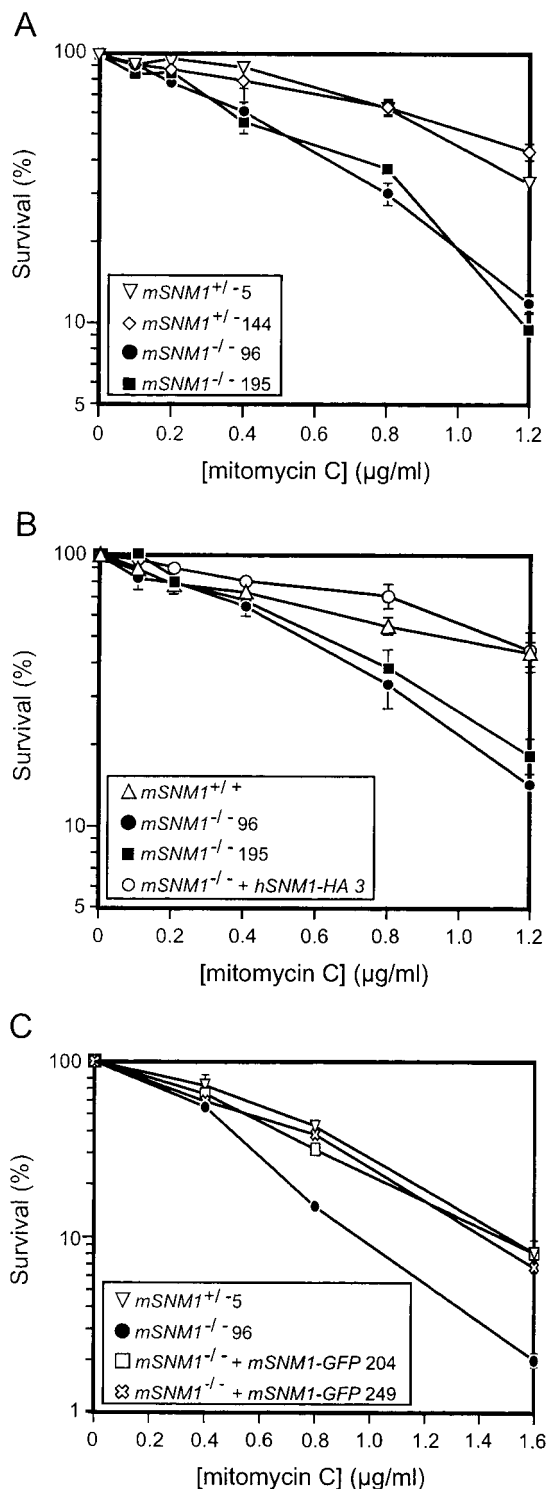 A
Survival (%)
100
10
5
0 0.2 0.4 0.6 0.8 1.0 1.2
[mitomycin C] (µg/ml)
mSNM1+/- 5
mSNM1+/- 144
mSNM1-/- 96
mSNM1-/- 195
B
Survival (%)
100
10
5
0 0.2 0.4 0.6 0.8 1.0 1.2
[mitomycin C] (µg/ml)
mSNM1+/+
mSNM1-/- 96
mSNM1-/- 195
mSNM1-/- + hSNM1-HA 3
C
Survival (%)
100
10
1
0 0.2 0.4 0.6 0.8 1.0 1.2 1.4 1.6
[mitomycin C] (µg/ml)
mSNM1+/- 5
mSNM1-/- 96
mSNM1-/- + mSNM1-GFP 204
mSNM1-/- + mSNM1-GFP 249